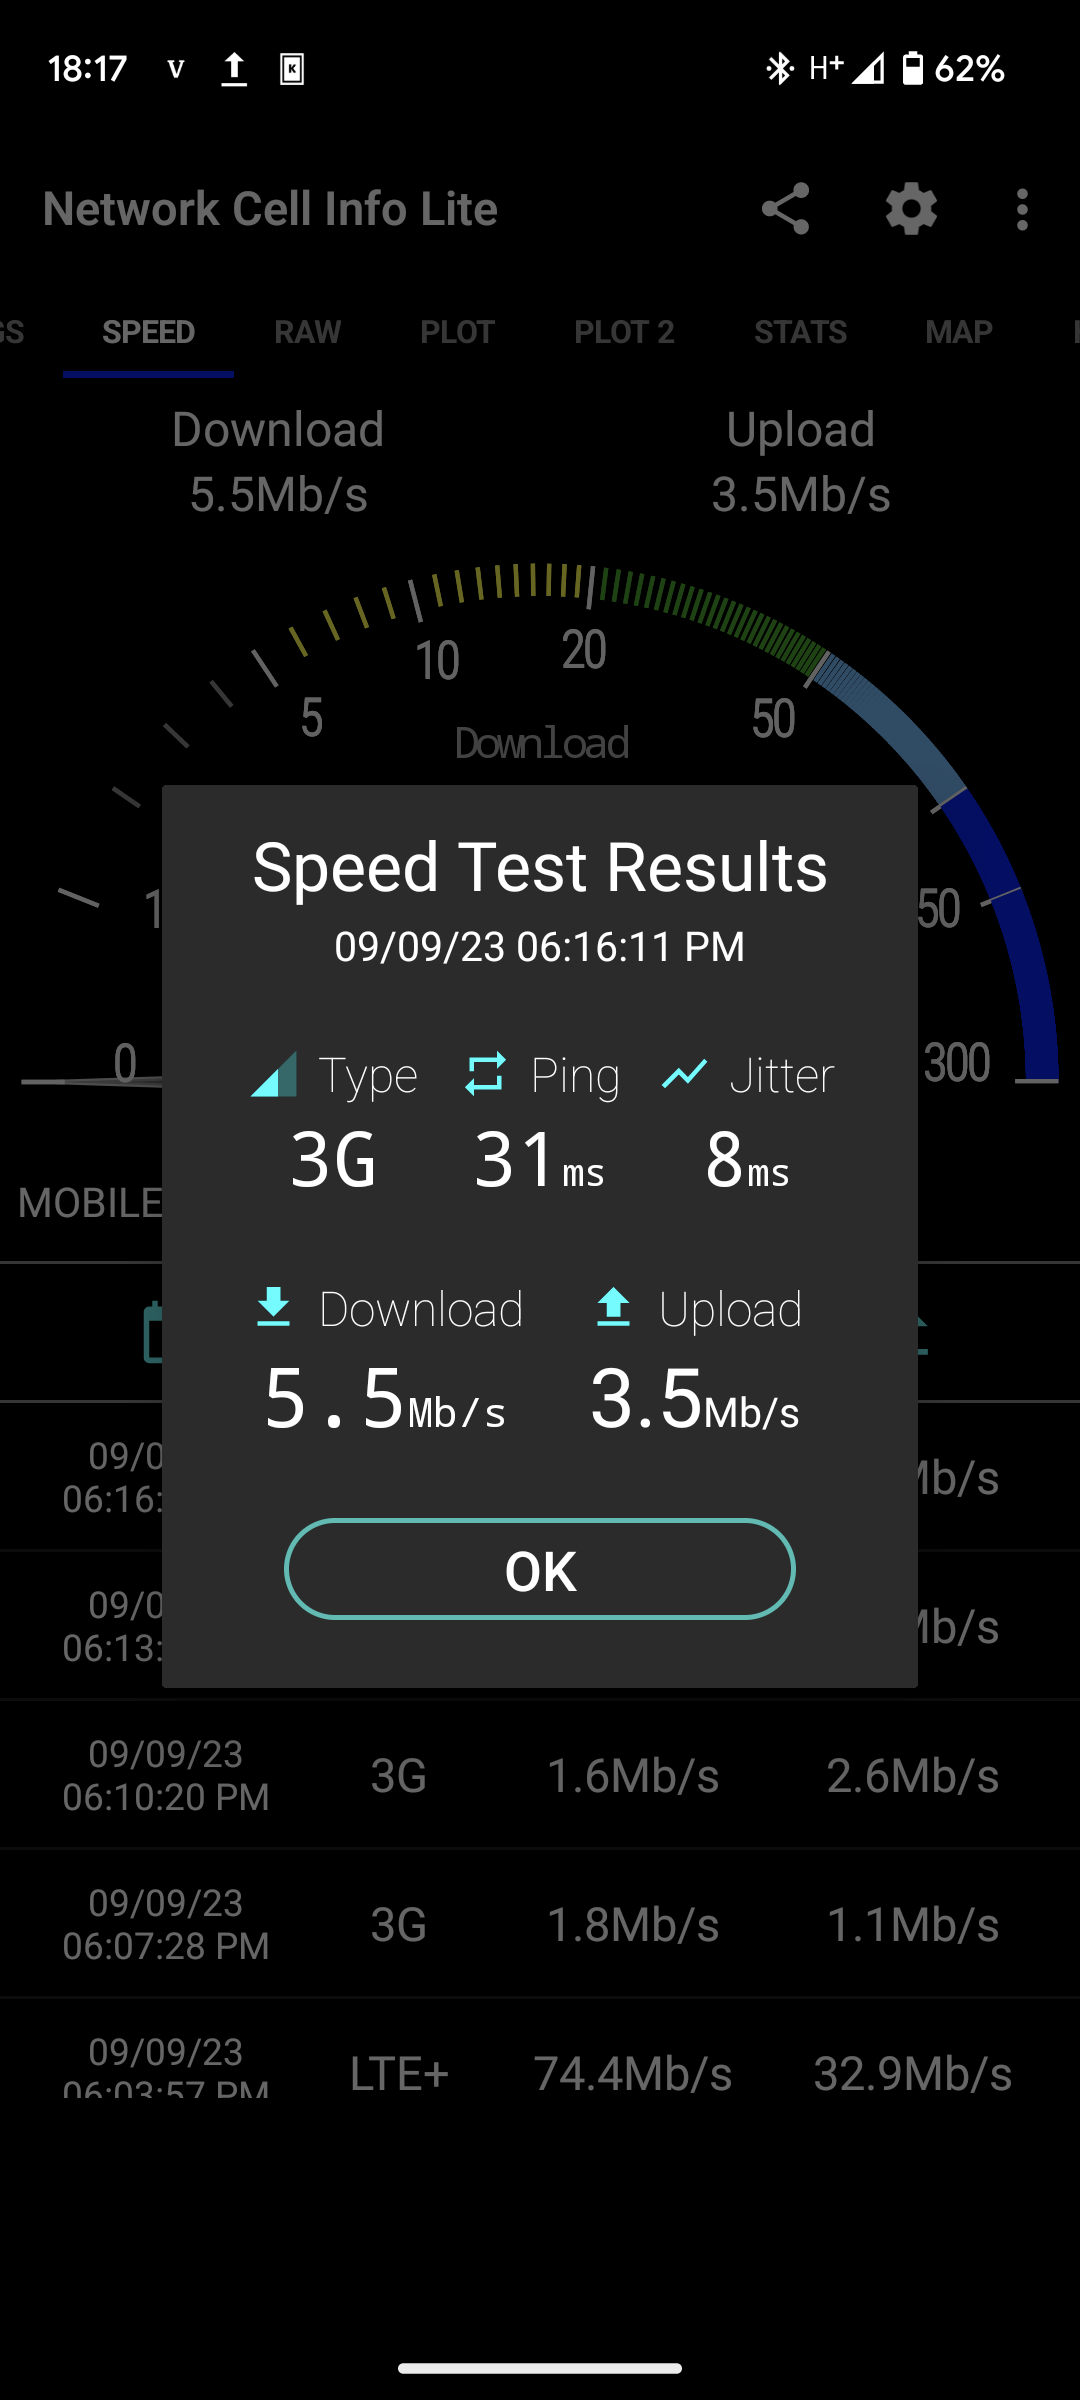 18:17 V K H+ 62%
Network Cell Info Lite
GS SPEED RAW PLOT PLOT 2 STATS MAP
Download Upload
5.5Mb/s 3.5Mb/s
10 20
5 50
Download
Speed Test Results
1 50
09/09/23 06:16:11 PM
0 300
Type Ping Jitter
3G 31ms 8ms
MOBILE
Download Upload
5.5Mb/s 3.5Mb/s
09/0
06:16: Mb/s
OK
09/0
06:13: Mb/s
09/09/23
06:10:20 PM 3G 1.6Mb/s 2.6Mb/s
09/09/23
06:07:28 PM 3G 1.8Mb/s 1.1Mb/s
09/09/23
06:03:57 PM LTE+ 74.4Mb/s 32.9Mb/s